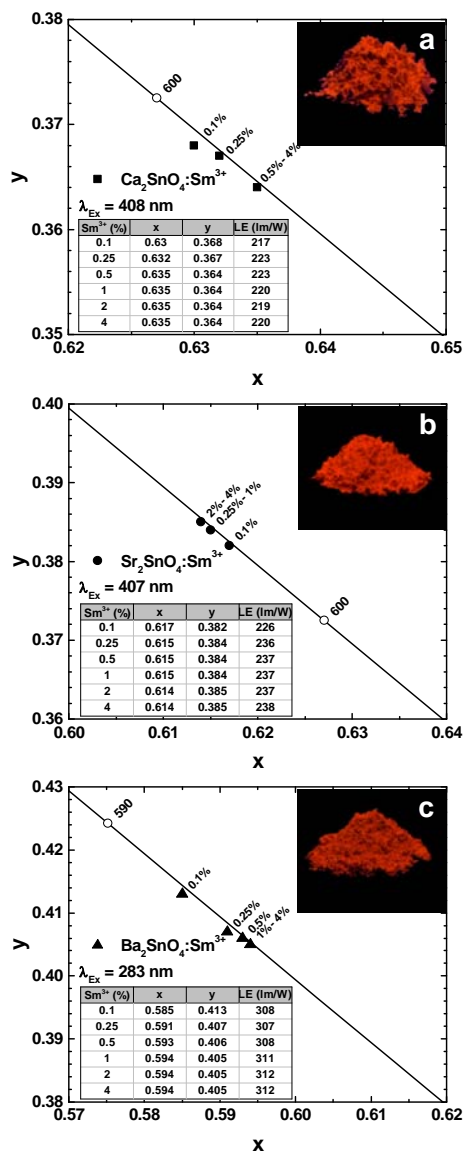 a
0.38
0.37
0.36
0.35
y
600
0.1%
0.25%
0.5%- 4%
Ca₂SnO₄:Sm³⁺
λEx = 408 nm
Sm³⁺ (%) x y LE (lm/W)
0.1 0.63 0.368 217
0.25 0.632 0.367 223
0.5 0.635 0.364 223
1 0.635 0.364 220
2 0.635 0.364 219
4 0.635 0.364 220
0.62 0.63 0.64 0.65
x
b
0.40
0.39
0.38
0.37
0.36
y
2%- 4%
0.25%- 1%
0.1%
600
Sr₂SnO₄:Sm³⁺
λEx = 407 nm
Sm³⁺ (%) x y LE (lm/W)
0.1 0.617 0.382 226
0.25 0.615 0.384 236
0.5 0.615 0.384 237
1 0.615 0.384 237
2 0.614 0.385 237
4 0.614 0.385 238
0.60 0.61 0.62 0.63 0.64
x
c
0.43
0.42
0.41
0.40
0.39
0.38
y
590
0.1%
0.25%
0.5%
1%- 4%
Ba₂SnO₄:Sm³⁺
λEx = 283 nm
Sm³⁺ (%) x y LE (lm/W)
0.1 0.585 0.413 308
0.25 0.591 0.407 307
0.5 0.593 0.406 308
1 0.594 0.405 311
2 0.594 0.405 312
4 0.594 0.405 312
0.57 0.58 0.59 0.60 0.61 0.62
x